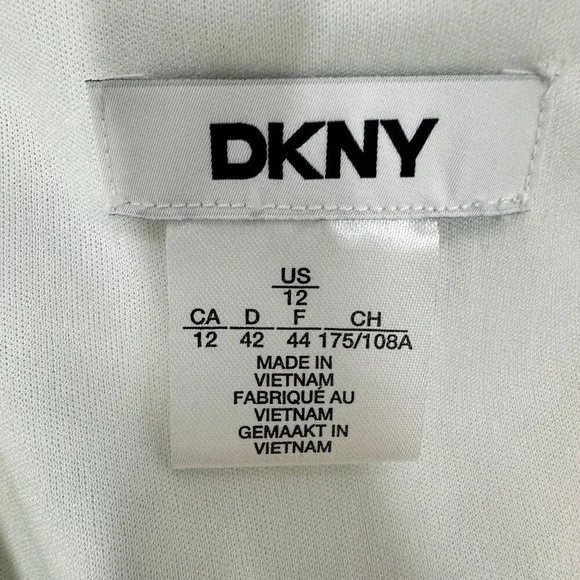 DKNY
US
12
CA D F CH
12 42 44 175/108A
MADE IN
VIETNAM
FABRIQUÉ AU
VIETNAM
GEMAAKT IN
VIETNAM